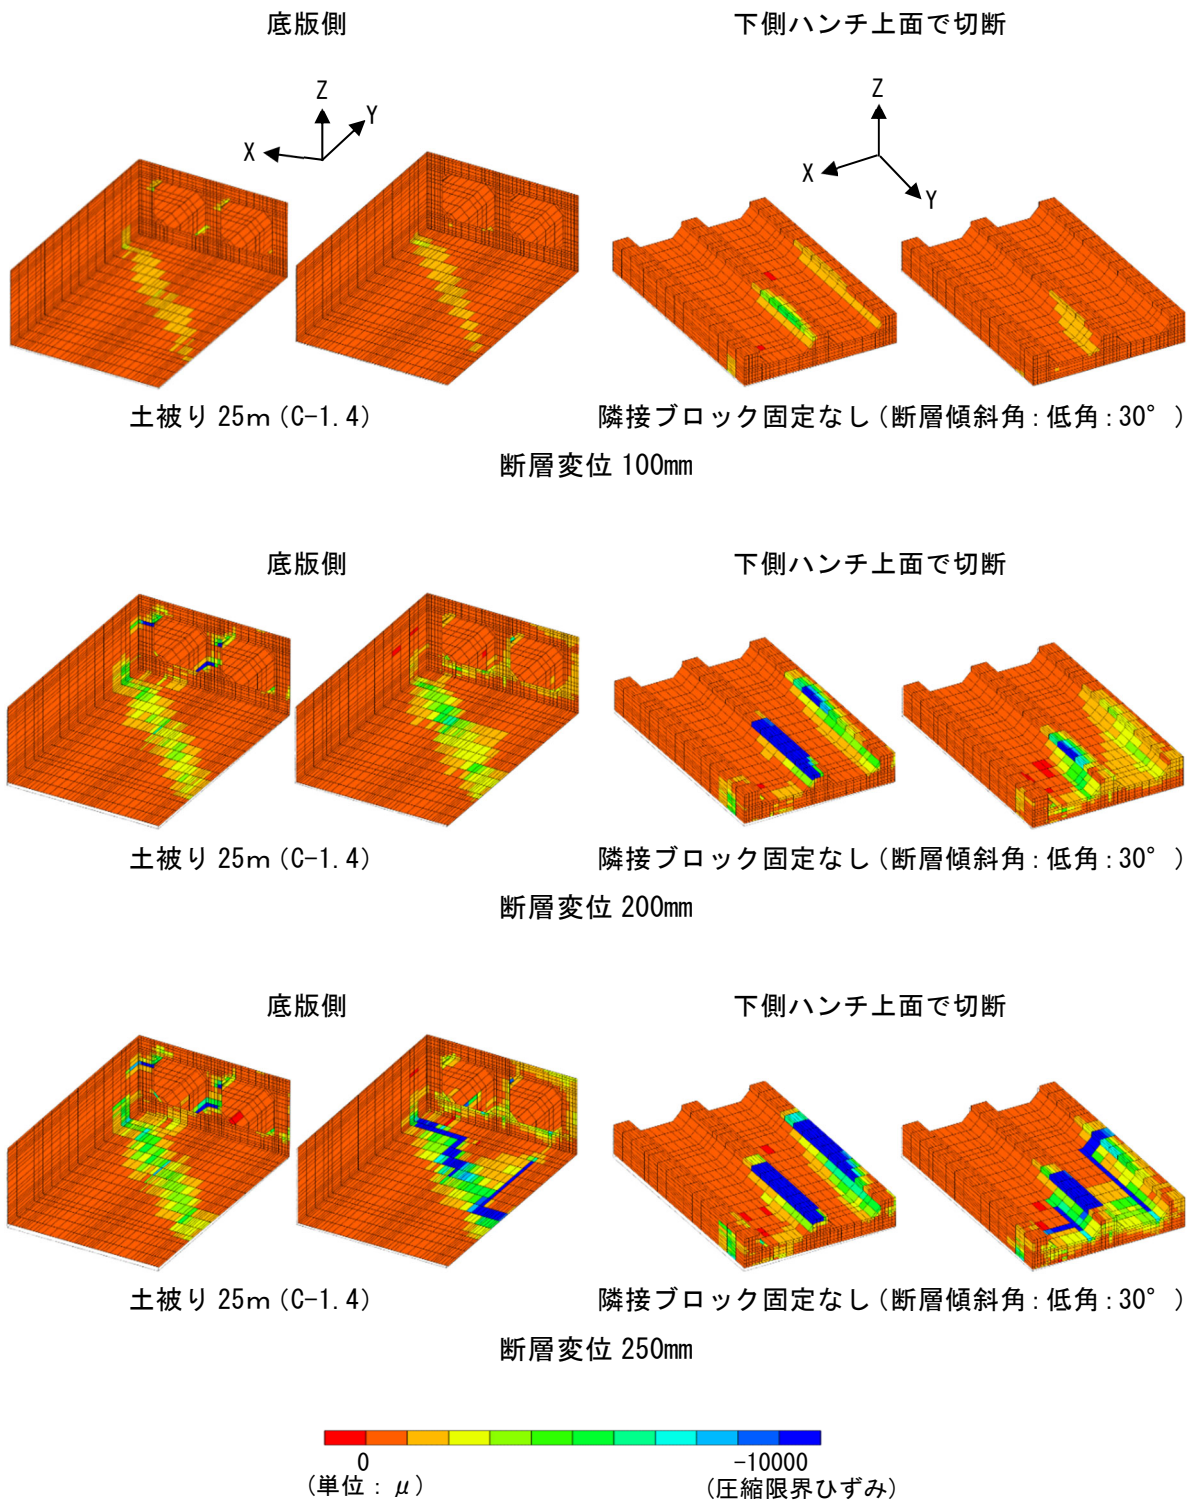 底版側 下側ハンチ上面で切断
Z Z
Y
X X
Y
土被り 25m (C-1.4) 隣接ブロック固定なし (断層傾斜角：低角：30°)
断層変位 100mm
底版側 下側ハンチ上面で切断
土被り 25m (C-1.4) 隣接ブロック固定なし (断層傾斜角：低角：30°)
断層変位 200mm
底版側 下側ハンチ上面で切断
土被り 25m (C-1.4) 隣接ブロック固定なし (断層傾斜角：低角：30°)
断層変位 250mm
0 -10000
(単位：μ) (圧縮限界ひずみ)